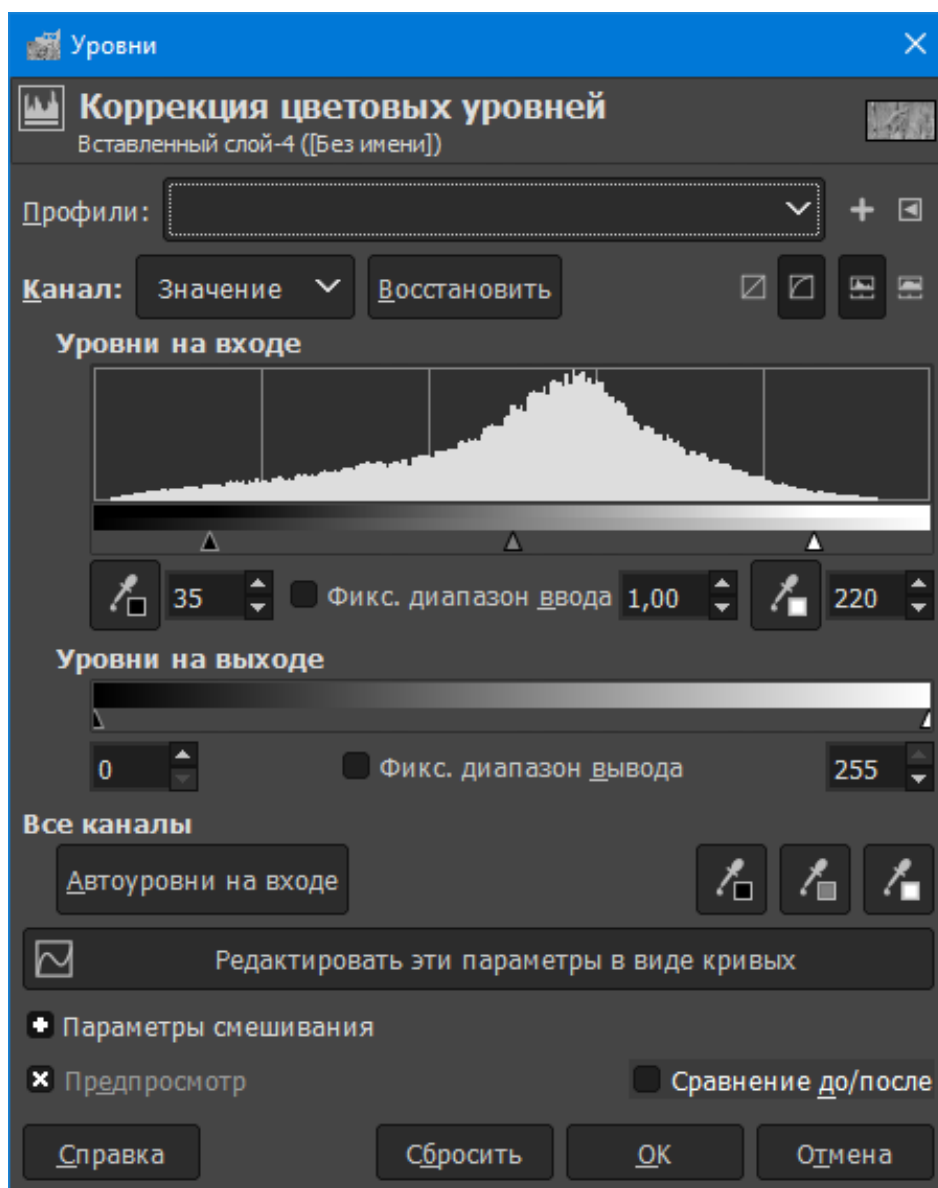 Уровни
Коррекция цветовых уровней
Вставленный слой-4 ([Без имени])
Профили:
Канал: Значение Восстановить
Уровни на входе
35 Фикс. диапазон ввода 1,00 220
Уровни на выходе
0 Фикс. диапазон вывода 255
Все каналы
Автоуровни на входе
Редактировать эти параметры в виде кривых
Параметры смешивания
Предпросмотр Сравнение до/после
Справка Сбросить OK Отмена